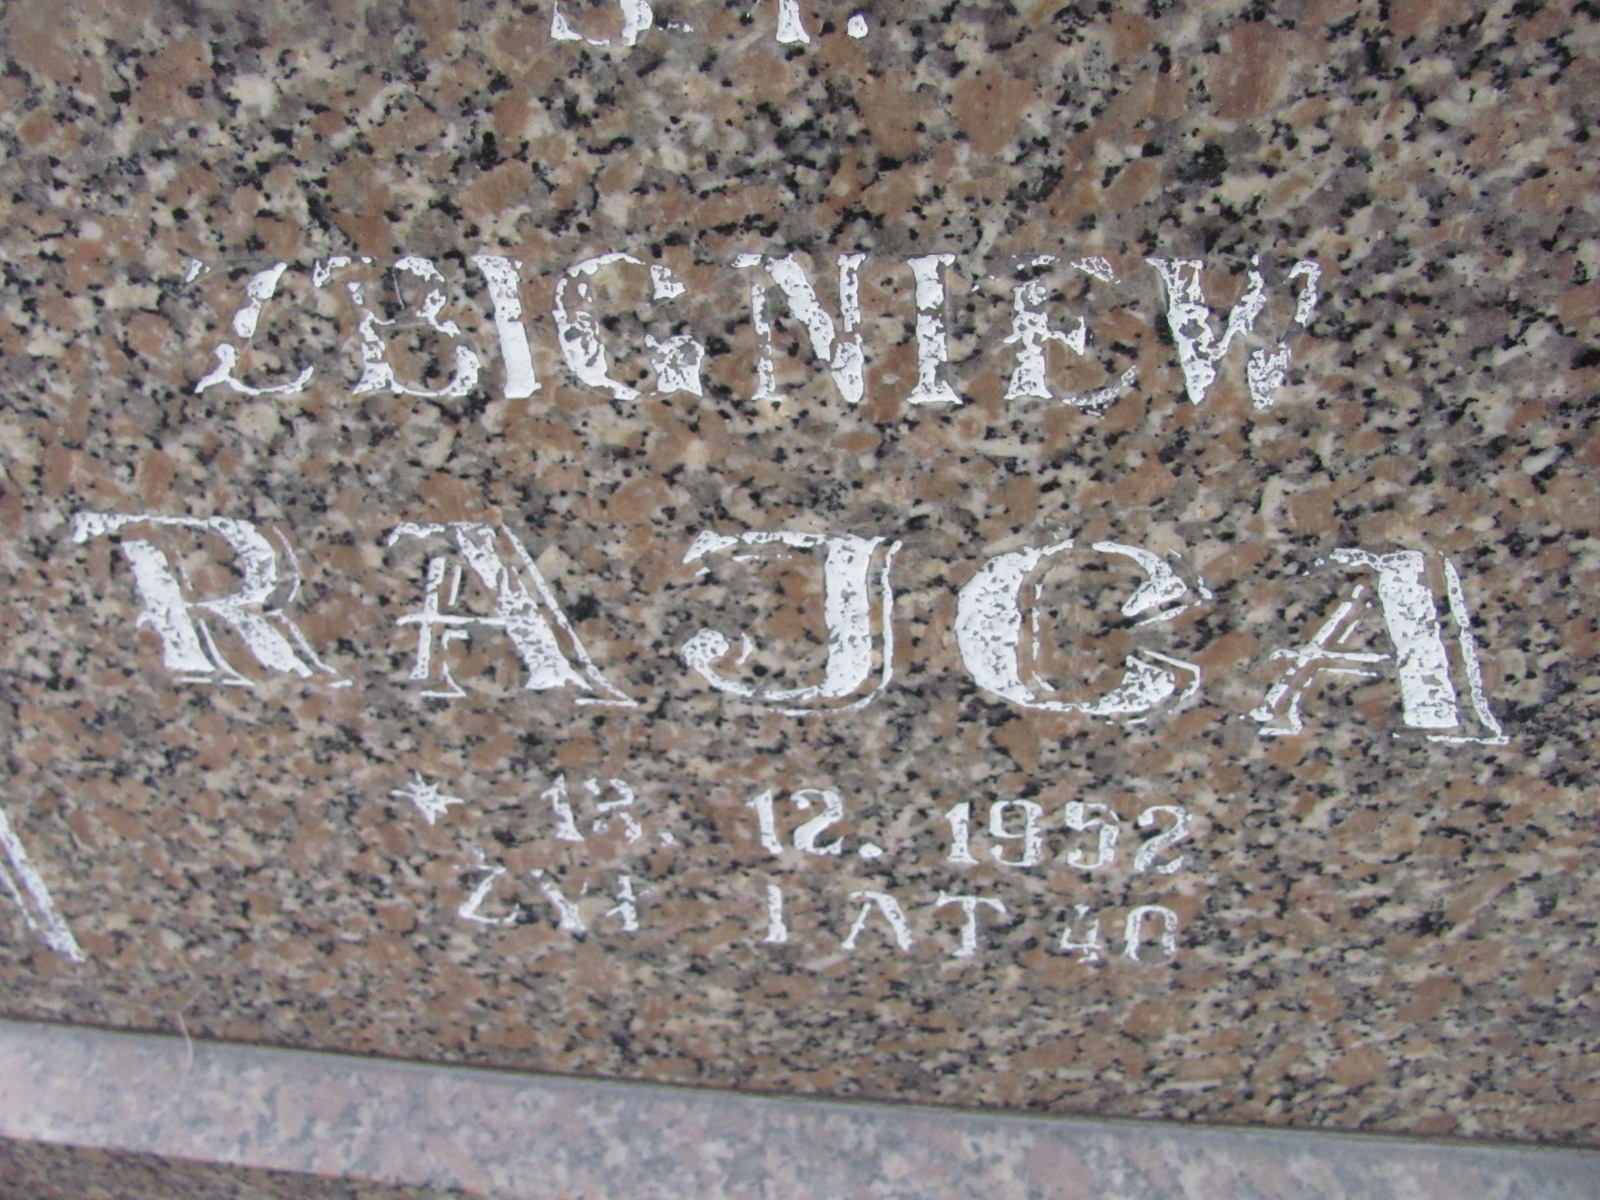 Ś.P.
ZBIGNIEW
RAJCA
* 13. 12. 1952
ŻYŁ LAT 40